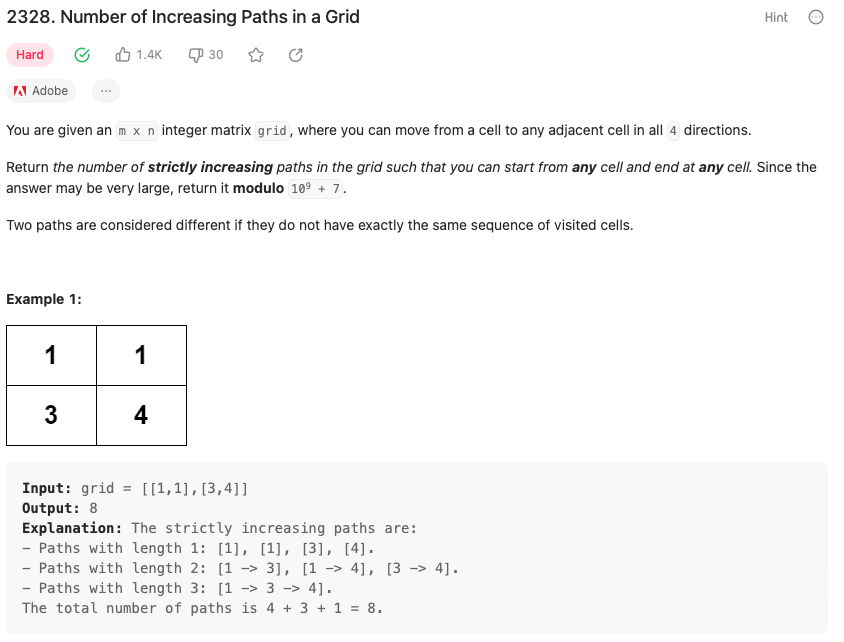 2328. Number of Increasing Paths in a Grid
Hint
Hard
1.4K
30
Adobe
You are given an m x n integer matrix grid, where you can move from a cell to any adjacent cell in all 4 directions.
Return the number of strictly increasing paths in the grid such that you can start from any cell and end at any cell. Since the
answer may be very large, return it modulo 10⁹ + 7.
Two paths are considered different if they do not have exactly the same sequence of visited cells.
Example 1:
1 1
3 4
Input: grid = [[1,1],[3,4]]
Output: 8
Explanation: The strictly increasing paths are:
- Paths with length 1: [1], [1], [3], [4].
- Paths with length 2: [1 -> 3], [1 -> 4], [3 -> 4].
- Paths with length 3: [1 -> 3 -> 4].
The total number of paths is 4 + 3 + 1 = 8.